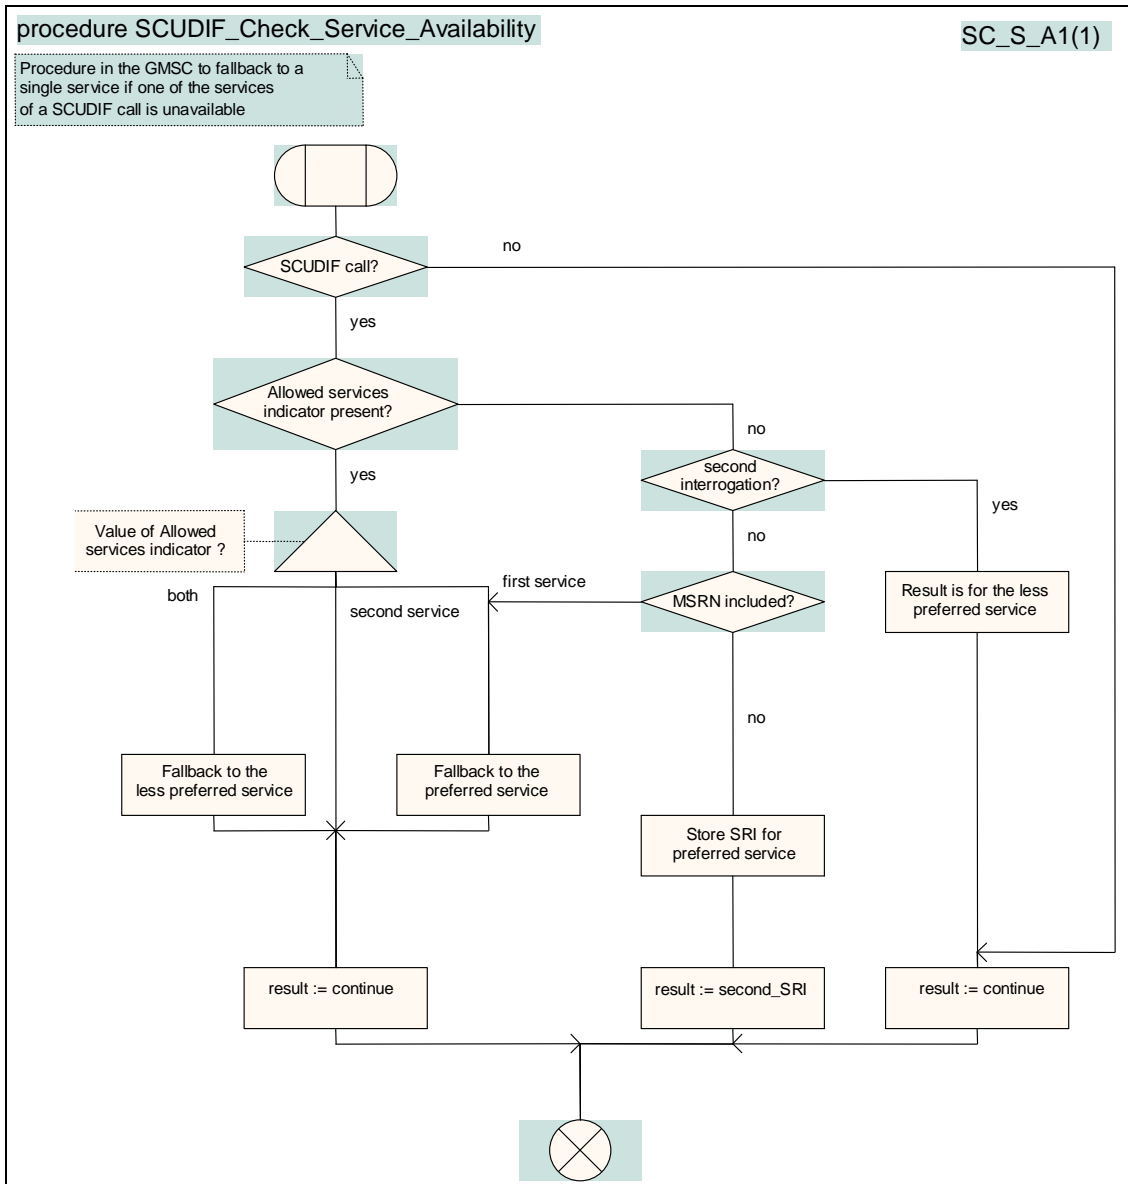 procedure SCUDIF_Check_Service_Availability
SC_S_A1(1)
Procedure in the GMSC to fallback to a
single service if one of the services
of a SCUDIF call is unavailable
SCUDIF call?
no
yes
Allowed services
indicator present?
no
yes
second
interrogation?
yes
no
Value of Allowed
services indicator ?
both
second service
first service
MSRN included?
Result is for the less
preferred service
no
Fallback to the
less preferred service
Fallback to the
preferred service
Store SRI for
preferred service
result := continue
result := second_SRI
result := continue